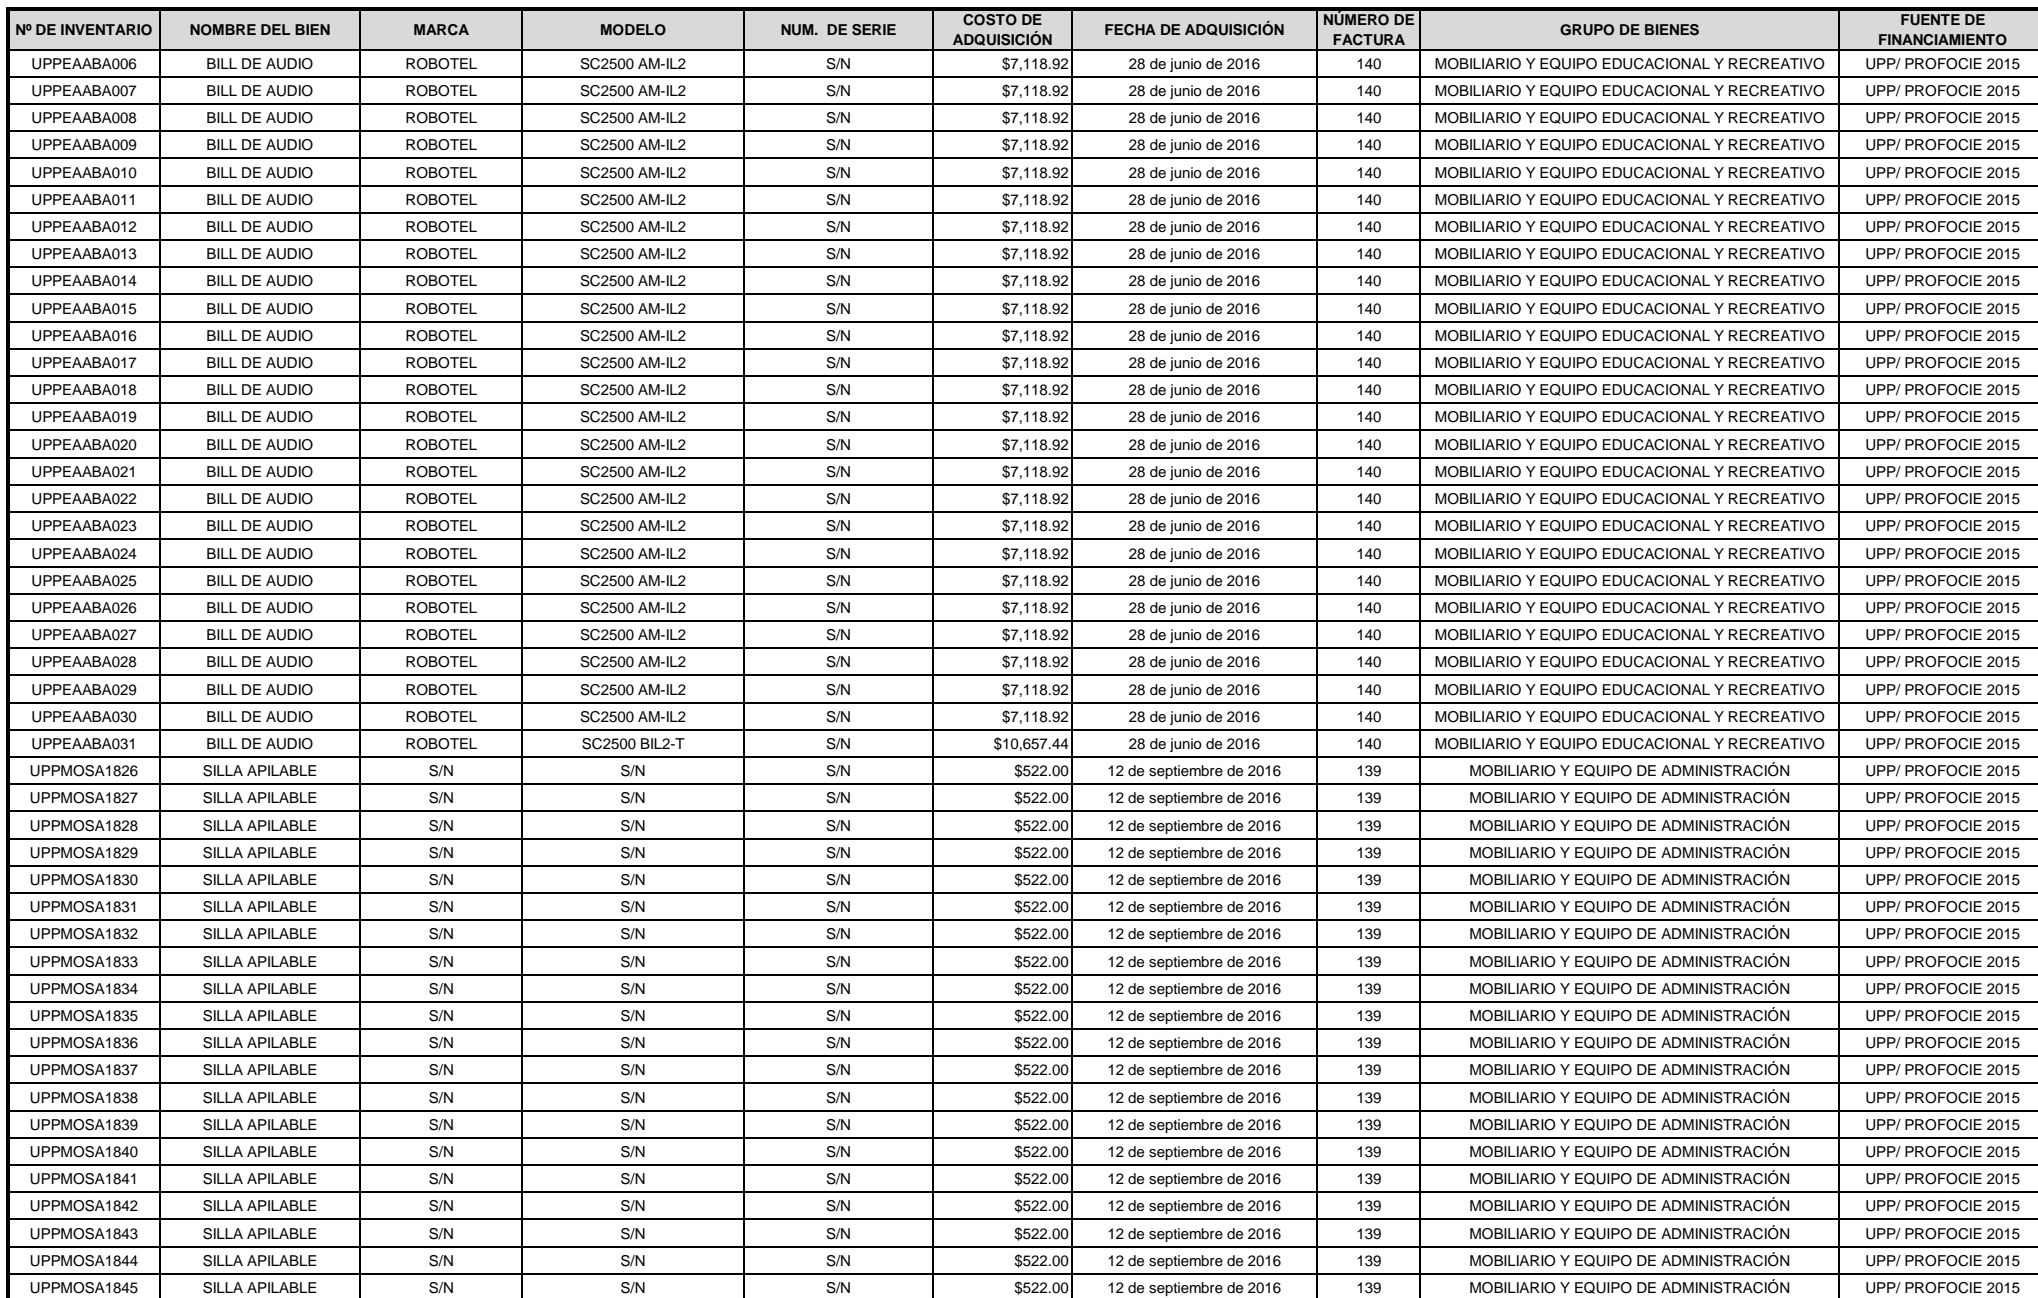 Nº DE INVENTARIO NOMBRE DEL BIEN MARCA MODELO NUM. DE SERIE COSTO DE ADQUISICIÓN FECHA DE ADQUISICIÓN NÚMERO DE FACTURA GRUPO DE BIENES FUENTE DE FINANCIAMIENTO
UPPEAABA006 BILL DE AUDIO ROBOTEL SC2500 AM-IL2 S/N $7,118.92 28 de junio de 2016 140 MOBILIARIO Y EQUIPO EDUCACIONAL Y RECREATIVO UPP/ PROFOCIE 2015
UPPEAABA007 BILL DE AUDIO ROBOTEL SC2500 AM-IL2 S/N $7,118.92 28 de junio de 2016 140 MOBILIARIO Y EQUIPO EDUCACIONAL Y RECREATIVO UPP/ PROFOCIE 2015
UPPEAABA008 BILL DE AUDIO ROBOTEL SC2500 AM-IL2 S/N $7,118.92 28 de junio de 2016 140 MOBILIARIO Y EQUIPO EDUCACIONAL Y RECREATIVO UPP/ PROFOCIE 2015
UPPEAABA009 BILL DE AUDIO ROBOTEL SC2500 AM-IL2 S/N $7,118.92 28 de junio de 2016 140 MOBILIARIO Y EQUIPO EDUCACIONAL Y RECREATIVO UPP/ PROFOCIE 2015
UPPEAABA010 BILL DE AUDIO ROBOTEL SC2500 AM-IL2 S/N $7,118.92 28 de junio de 2016 140 MOBILIARIO Y EQUIPO EDUCACIONAL Y RECREATIVO UPP/ PROFOCIE 2015
UPPEAABA011 BILL DE AUDIO ROBOTEL SC2500 AM-IL2 S/N $7,118.92 28 de junio de 2016 140 MOBILIARIO Y EQUIPO EDUCACIONAL Y RECREATIVO UPP/ PROFOCIE 2015
UPPEAABA012 BILL DE AUDIO ROBOTEL SC2500 AM-IL2 S/N $7,118.92 28 de junio de 2016 140 MOBILIARIO Y EQUIPO EDUCACIONAL Y RECREATIVO UPP/ PROFOCIE 2015
UPPEAABA013 BILL DE AUDIO ROBOTEL SC2500 AM-IL2 S/N $7,118.92 28 de junio de 2016 140 MOBILIARIO Y EQUIPO EDUCACIONAL Y RECREATIVO UPP/ PROFOCIE 2015
UPPEAABA014 BILL DE AUDIO ROBOTEL SC2500 AM-IL2 S/N $7,118.92 28 de junio de 2016 140 MOBILIARIO Y EQUIPO EDUCACIONAL Y RECREATIVO UPP/ PROFOCIE 2015
UPPEAABA015 BILL DE AUDIO ROBOTEL SC2500 AM-IL2 S/N $7,118.92 28 de junio de 2016 140 MOBILIARIO Y EQUIPO EDUCACIONAL Y RECREATIVO UPP/ PROFOCIE 2015
UPPEAABA016 BILL DE AUDIO ROBOTEL SC2500 AM-IL2 S/N $7,118.92 28 de junio de 2016 140 MOBILIARIO Y EQUIPO EDUCACIONAL Y RECREATIVO UPP/ PROFOCIE 2015
UPPEAABA017 BILL DE AUDIO ROBOTEL SC2500 AM-IL2 S/N $7,118.92 28 de junio de 2016 140 MOBILIARIO Y EQUIPO EDUCACIONAL Y RECREATIVO UPP/ PROFOCIE 2015
UPPEAABA018 BILL DE AUDIO ROBOTEL SC2500 AM-IL2 S/N $7,118.92 28 de junio de 2016 140 MOBILIARIO Y EQUIPO EDUCACIONAL Y RECREATIVO UPP/ PROFOCIE 2015
UPPEAABA019 BILL DE AUDIO ROBOTEL SC2500 AM-IL2 S/N $7,118.92 28 de junio de 2016 140 MOBILIARIO Y EQUIPO EDUCACIONAL Y RECREATIVO UPP/ PROFOCIE 2015
UPPEAABA020 BILL DE AUDIO ROBOTEL SC2500 AM-IL2 S/N $7,118.92 28 de junio de 2016 140 MOBILIARIO Y EQUIPO EDUCACIONAL Y RECREATIVO UPP/ PROFOCIE 2015
UPPEAABA021 BILL DE AUDIO ROBOTEL SC2500 AM-IL2 S/N $7,118.92 28 de junio de 2016 140 MOBILIARIO Y EQUIPO EDUCACIONAL Y RECREATIVO UPP/ PROFOCIE 2015
UPPEAABA022 BILL DE AUDIO ROBOTEL SC2500 AM-IL2 S/N $7,118.92 28 de junio de 2016 140 MOBILIARIO Y EQUIPO EDUCACIONAL Y RECREATIVO UPP/ PROFOCIE 2015
UPPEAABA023 BILL DE AUDIO ROBOTEL SC2500 AM-IL2 S/N $7,118.92 28 de junio de 2016 140 MOBILIARIO Y EQUIPO EDUCACIONAL Y RECREATIVO UPP/ PROFOCIE 2015
UPPEAABA024 BILL DE AUDIO ROBOTEL SC2500 AM-IL2 S/N $7,118.92 28 de junio de 2016 140 MOBILIARIO Y EQUIPO EDUCACIONAL Y RECREATIVO UPP/ PROFOCIE 2015
UPPEAABA025 BILL DE AUDIO ROBOTEL SC2500 AM-IL2 S/N $7,118.92 28 de junio de 2016 140 MOBILIARIO Y EQUIPO EDUCACIONAL Y RECREATIVO UPP/ PROFOCIE 2015
UPPEAABA026 BILL DE AUDIO ROBOTEL SC2500 AM-IL2 S/N $7,118.92 28 de junio de 2016 140 MOBILIARIO Y EQUIPO EDUCACIONAL Y RECREATIVO UPP/ PROFOCIE 2015
UPPEAABA027 BILL DE AUDIO ROBOTEL SC2500 AM-IL2 S/N $7,118.92 28 de junio de 2016 140 MOBILIARIO Y EQUIPO EDUCACIONAL Y RECREATIVO UPP/ PROFOCIE 2015
UPPEAABA028 BILL DE AUDIO ROBOTEL SC2500 AM-IL2 S/N $7,118.92 28 de junio de 2016 140 MOBILIARIO Y EQUIPO EDUCACIONAL Y RECREATIVO UPP/ PROFOCIE 2015
UPPEAABA029 BILL DE AUDIO ROBOTEL SC2500 AM-IL2 S/N $7,118.92 28 de junio de 2016 140 MOBILIARIO Y EQUIPO EDUCACIONAL Y RECREATIVO UPP/ PROFOCIE 2015
UPPEAABA030 BILL DE AUDIO ROBOTEL SC2500 AM-IL2 S/N $7,118.92 28 de junio de 2016 140 MOBILIARIO Y EQUIPO EDUCACIONAL Y RECREATIVO UPP/ PROFOCIE 2015
UPPEAABA031 BILL DE AUDIO ROBOTEL SC2500 BIL2-T S/N $10,657.44 28 de junio de 2016 140 MOBILIARIO Y EQUIPO EDUCACIONAL Y RECREATIVO UPP/ PROFOCIE 2015
UPPMOSA1826 SILLA APILABLE S/N S/N S/N $522.00 12 de septiembre de 2016 139 MOBILIARIO Y EQUIPO DE ADMINISTRACIÓN UPP/ PROFOCIE 2015
UPPMOSA1827 SILLA APILABLE S/N S/N S/N $522.00 12 de septiembre de 2016 139 MOBILIARIO Y EQUIPO DE ADMINISTRACIÓN UPP/ PROFOCIE 2015
UPPMOSA1828 SILLA APILABLE S/N S/N S/N $522.00 12 de septiembre de 2016 139 MOBILIARIO Y EQUIPO DE ADMINISTRACIÓN UPP/ PROFOCIE 2015
UPPMOSA1829 SILLA APILABLE S/N S/N S/N $522.00 12 de septiembre de 2016 139 MOBILIARIO Y EQUIPO DE ADMINISTRACIÓN UPP/ PROFOCIE 2015
UPPMOSA1830 SILLA APILABLE S/N S/N S/N $522.00 12 de septiembre de 2016 139 MOBILIARIO Y EQUIPO DE ADMINISTRACIÓN UPP/ PROFOCIE 2015
UPPMOSA1831 SILLA APILABLE S/N S/N S/N $522.00 12 de septiembre de 2016 139 MOBILIARIO Y EQUIPO DE ADMINISTRACIÓN UPP/ PROFOCIE 2015
UPPMOSA1832 SILLA APILABLE S/N S/N S/N $522.00 12 de septiembre de 2016 139 MOBILIARIO Y EQUIPO DE ADMINISTRACIÓN UPP/ PROFOCIE 2015
UPPMOSA1833 SILLA APILABLE S/N S/N S/N $522.00 12 de septiembre de 2016 139 MOBILIARIO Y EQUIPO DE ADMINISTRACIÓN UPP/ PROFOCIE 2015
UPPMOSA1834 SILLA APILABLE S/N S/N S/N $522.00 12 de septiembre de 2016 139 MOBILIARIO Y EQUIPO DE ADMINISTRACIÓN UPP/ PROFOCIE 2015
UPPMOSA1835 SILLA APILABLE S/N S/N S/N $522.00 12 de septiembre de 2016 139 MOBILIARIO Y EQUIPO DE ADMINISTRACIÓN UPP/ PROFOCIE 2015
UPPMOSA1836 SILLA APILABLE S/N S/N S/N $522.00 12 de septiembre de 2016 139 MOBILIARIO Y EQUIPO DE ADMINISTRACIÓN UPP/ PROFOCIE 2015
UPPMOSA1837 SILLA APILABLE S/N S/N S/N $522.00 12 de septiembre de 2016 139 MOBILIARIO Y EQUIPO DE ADMINISTRACIÓN UPP/ PROFOCIE 2015
UPPMOSA1838 SILLA APILABLE S/N S/N S/N $522.00 12 de septiembre de 2016 139 MOBILIARIO Y EQUIPO DE ADMINISTRACIÓN UPP/ PROFOCIE 2015
UPPMOSA1839 SILLA APILABLE S/N S/N S/N $522.00 12 de septiembre de 2016 139 MOBILIARIO Y EQUIPO DE ADMINISTRACIÓN UPP/ PROFOCIE 2015
UPPMOSA1840 SILLA APILABLE S/N S/N S/N $522.00 12 de septiembre de 2016 139 MOBILIARIO Y EQUIPO DE ADMINISTRACIÓN UPP/ PROFOCIE 2015
UPPMOSA1841 SILLA APILABLE S/N S/N S/N $522.00 12 de septiembre de 2016 139 MOBILIARIO Y EQUIPO DE ADMINISTRACIÓN UPP/ PROFOCIE 2015
UPPMOSA1842 SILLA APILABLE S/N S/N S/N $522.00 12 de septiembre de 2016 139 MOBILIARIO Y EQUIPO DE ADMINISTRACIÓN UPP/ PROFOCIE 2015
UPPMOSA1843 SILLA APILABLE S/N S/N S/N $522.00 12 de septiembre de 2016 139 MOBILIARIO Y EQUIPO DE ADMINISTRACIÓN UPP/ PROFOCIE 2015
UPPMOSA1844 SILLA APILABLE S/N S/N S/N $522.00 12 de septiembre de 2016 139 MOBILIARIO Y EQUIPO DE ADMINISTRACIÓN UPP/ PROFOCIE 2015
UPPMOSA1845 SILLA APILABLE S/N S/N S/N $522.00 12 de septiembre de 2016 139 MOBILIARIO Y EQUIPO DE ADMINISTRACIÓN UPP/ PROFOCIE 2015